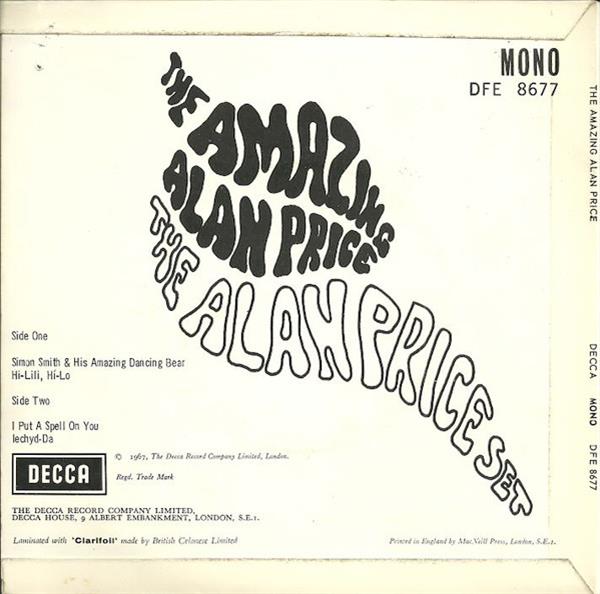 MONO
DFE 8677
THE AMAZING
ALAN PRICE
THE ALAN PRICE SET
THE AMAZING ALAN PRICE
DECCA MONO DFE 8677
Side One
Simon Smith & His Amazing Dancing Bear
Hi-Lili, Hi-Lo
Side Two
I Put A Spell On You
Iechyd-Da
DECCA
© 1967, The Decca Record Company Limited, London.
Regd. Trade Mark
THE DECCA RECORD COMPANY LIMITED,
DECCA HOUSE, 9 ALBERT EMBANKMENT, LONDON, S.E.1.
Laminated with 'Clarifoil' made by British Celanese Limited
Printed in England by MacNeill Press, London, S.E.1.